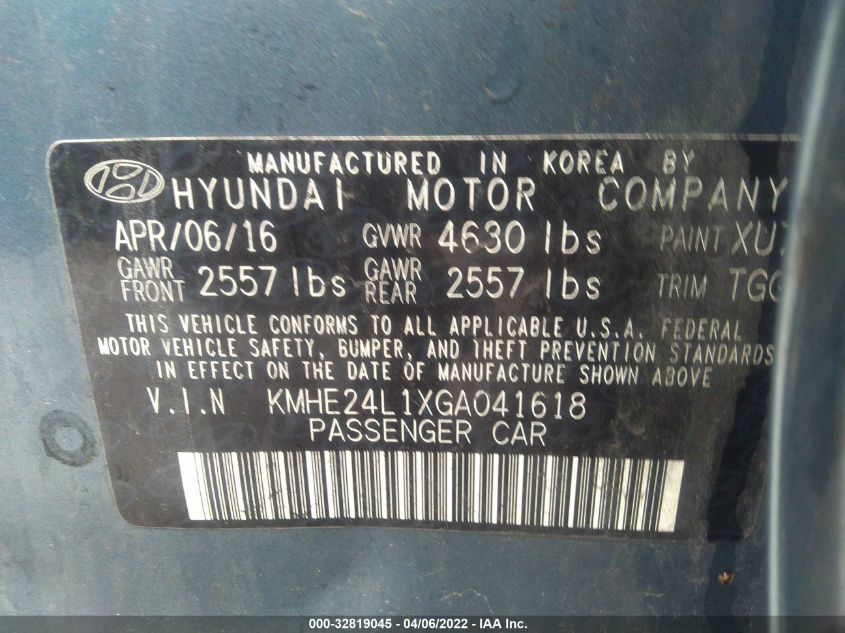 MANUFACTURED IN KOREA BY
HYUNDAI MOTOR COMPANY
APR/06/16 GVWR 4630 lbs PAINT XU7
GAWR FRONT 2557 lbs GAWR REAR 2557 lbs TRIM
THIS VEHICLE CONFORMS TO ALL APPLICABLE U.S.A. FEDERAL
MOTOR VEHICLE SAFETY, BUMPER, AND THEFT PREVENTION STANDARDS
IN EFFECT ON THE DATE OF MANUFACTURE SHOWN ABOVE
V.I.N KMHE24L1XGA041618
PASSENGER CAR
000-32819045 - 04/06/2022 - IAA Inc.